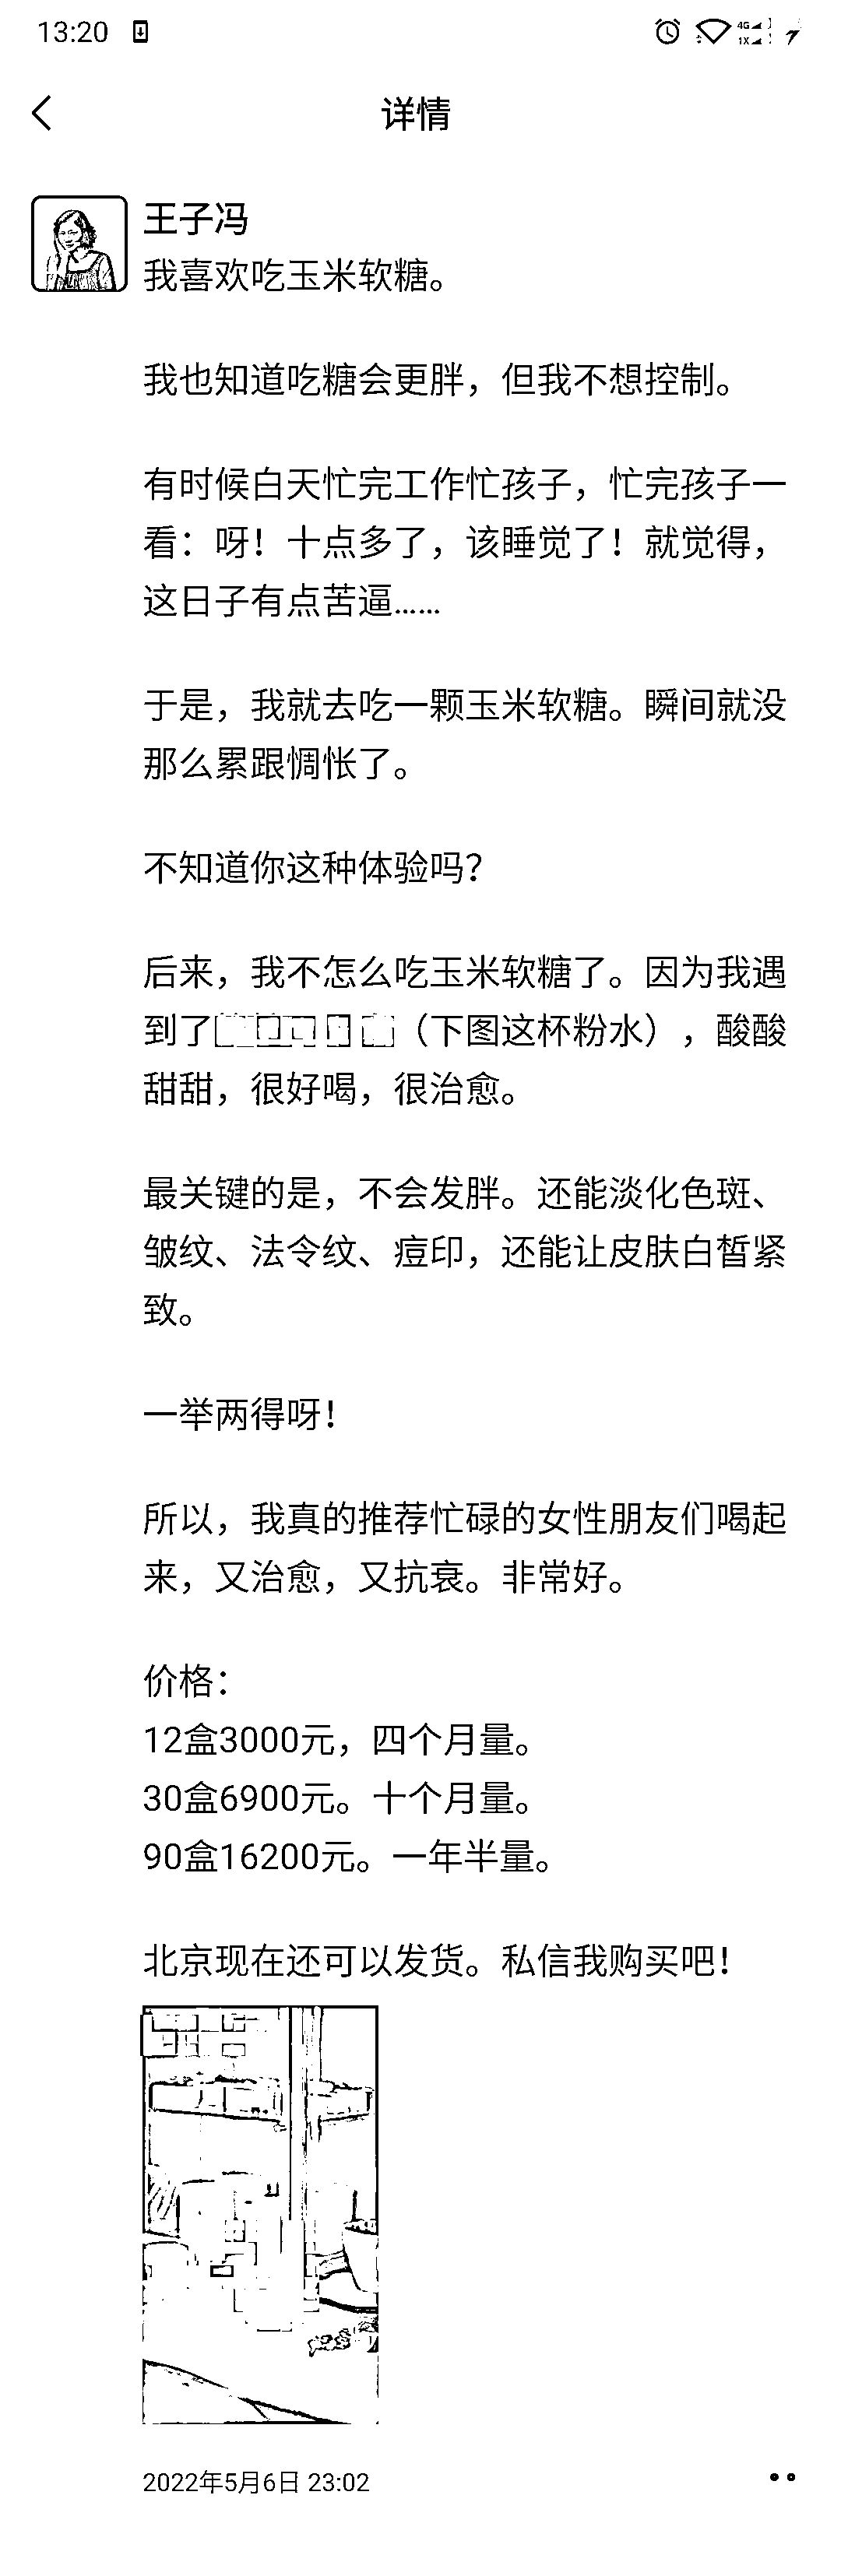 13:20
4G
1X
详情
王子冯
我喜欢吃玉米软糖。
我也知道吃糖会更胖，但我不想控制。
有时候白天忙完工作忙孩子，忙完孩子一
看：呀！十点多了，该睡觉了！就觉得，
这日子有点苦逼……
于是，我就去吃一颗玉米软糖。瞬间就没
那么累跟惆怅了。
不知道你这种体验吗？
后来，我不怎么吃玉米软糖了。因为我遇
到了（下图这杯粉水），酸酸
甜甜，很好喝，很治愈。
最关键的是，不会发胖。还能淡化色斑、
皱纹、法令纹、痘印，还能让皮肤白皙紧
致。
一举两得呀！
所以，我真的推荐忙碌的女性朋友们喝起
来，又治愈，又抗衰。非常好。
价格：
12盒3000元，四个月量。
30盒6900元。十个月量。
90盒16200元。一年半量。
北京现在还可以发货。私信我购买吧！
2022年5月6日 23:02